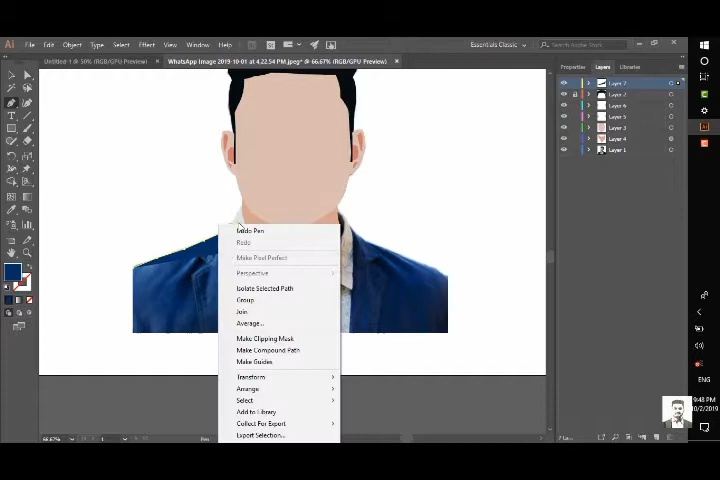 Ai File Edit Object Type Select Effect View Window Help Br St Essentials Classic Search Adobe Stock
Untitled-1 @ 50% (RGB/GPU Preview) × WhatsApp Image 2019-10-01 at 4.22.54 PM.jpeg* @ 66.67% (RGB/GPU Preview) ×
Properties Layers Libraries
Layer 7
Layer 2
Layer 6
Layer 5
Layer 3
Layer 4
Layer 1
Undo Pen
Redo
Make Pixel Perfect
Perspective
Isolate Selected Path
Group
Join
Average...
Make Clipping Mask
Make Compound Path
Make Guides
Transform
Arrange
Select
Add to Library
Collect For Export
Export Selection...
66.67% 1 Pen
ENG
9:48 PM
10/2/2019